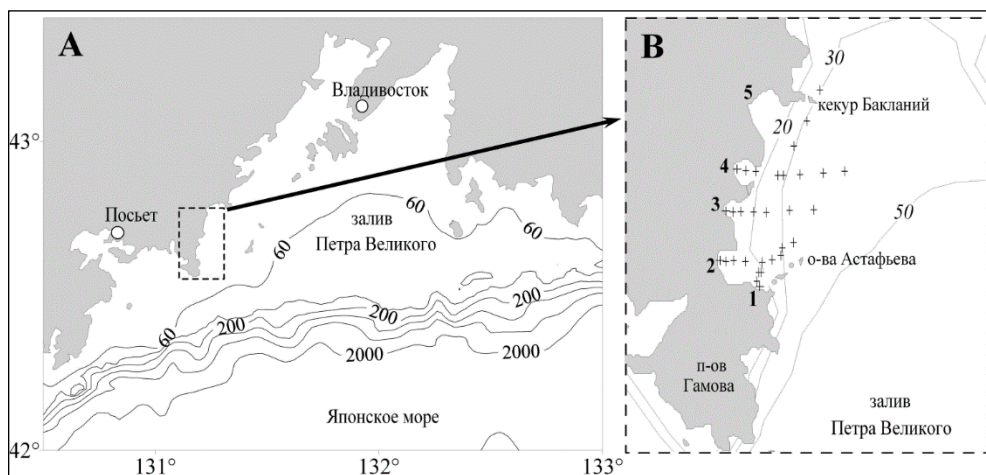 A
Владивосток
43°
Посьет
60
залив
Петра Великого
60
60
60
200
200
200
2000
2000
Японское море
42°
131°
132°
133°
B
30
5
кекур Бакланий
20
4
3
50
2
о-ва Астафьева
1
п-ов
Гамова
залив
Петра Великого